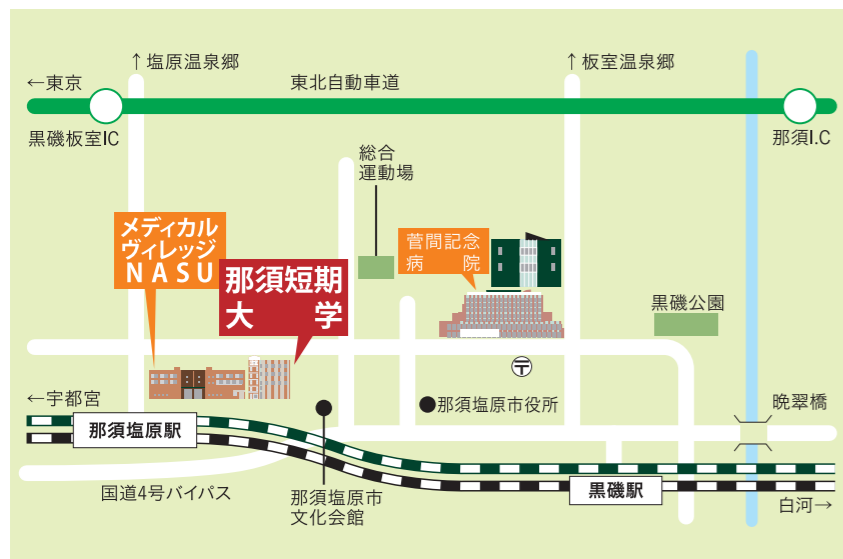 ↑塩原温泉郷
↑板室温泉郷
←東京
東北自動車道
黒磯板室IC
那須I.C
総合
運動場
メディカル
ヴィレッジ
NASU
菅間記念
病院
那須短期
大学
黒磯公園
〒
←宇都宮
那須塩原市役所
晩翠橋
那須塩原駅
国道4号バイパス
那須塩原市
文化会館
黒磯駅
白河→